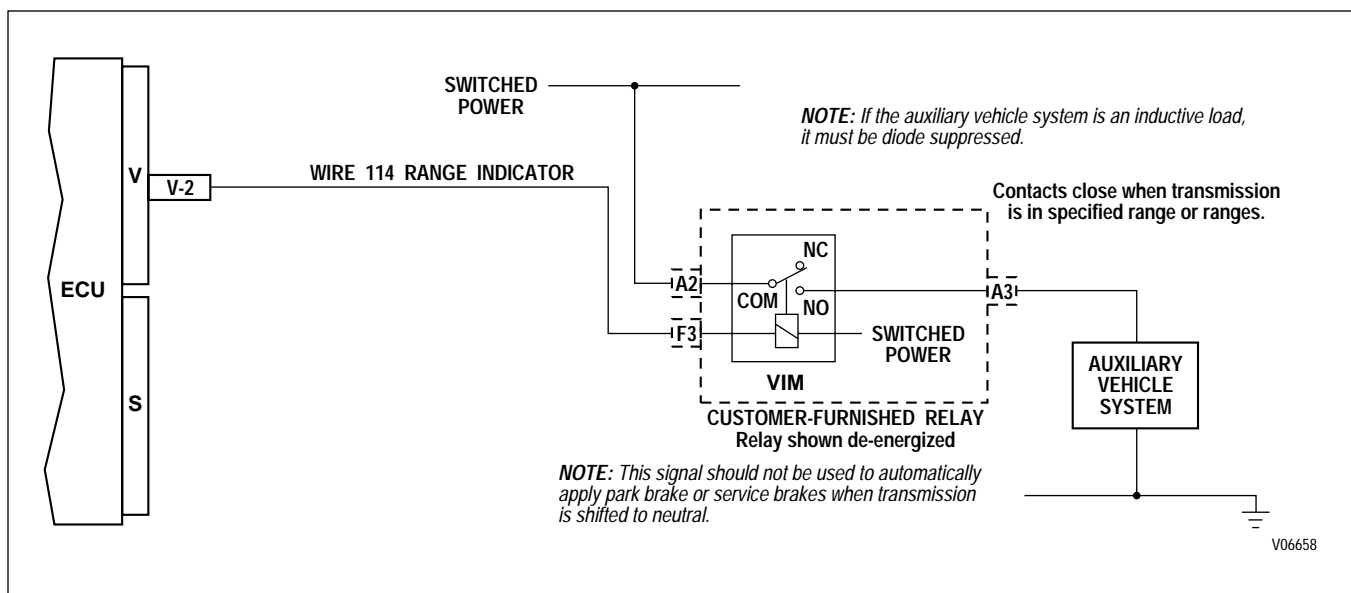 SWITCHED
POWER
NOTE: If the auxiliary vehicle system is an inductive load,
it must be diode suppressed.
V
V-2
WIRE 114 RANGE INDICATOR
Contacts close when transmission
is in specified range or ranges.
ECU
NC
A2
COM
NO
A3
F3
SWITCHED
POWER
VIM
AUXILIARY
VEHICLE
SYSTEM
S
CUSTOMER-FURNISHED RELAY
Relay shown de-energized
NOTE: This signal should not be used to automatically
apply park brake or service brakes when transmission
is shifted to neutral.
V06658